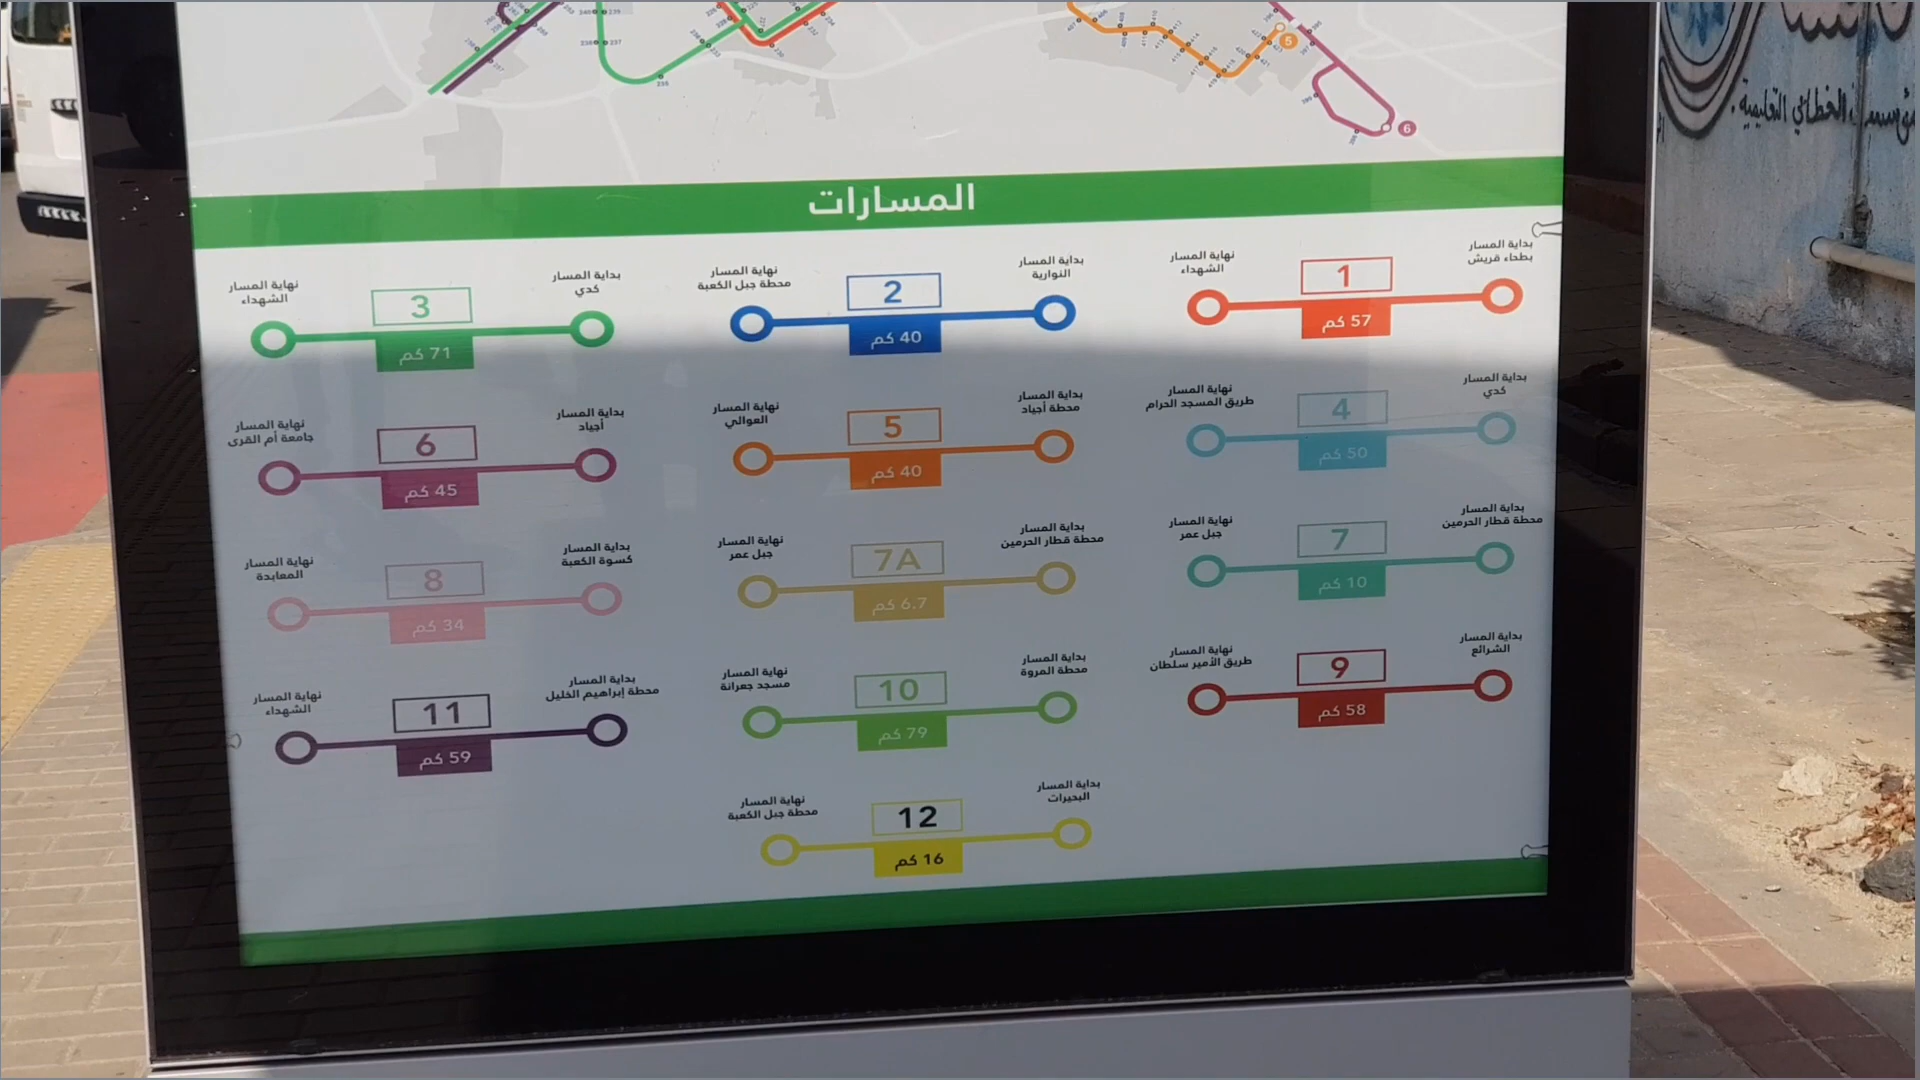 المسارات
بداية المسار
بطحاء قريش
1
57 كم
نهاية المسار
الشهداء
بداية المسار
النوارية
2
40 كم
نهاية المسار
محطة جبل الكعبة
بداية المسار
كدي
3
71 كم
نهاية المسار
الشهداء
بداية المسار
كدي
4
50 كم
نهاية المسار
طريق المسجد الحرام
بداية المسار
محطة أجياد
5
40 كم
نهاية المسار
العوالي
بداية المسار
أجياد
6
45 كم
نهاية المسار
جامعة أم القرى
بداية المسار
محطة قطار الحرمين
7
10 كم
نهاية المسار
جبل عمر
بداية المسار
محطة قطار الحرمين
7A
6.7 كم
نهاية المسار
جبل عمر
بداية المسار
كسوة الكعبة
8
34 كم
نهاية المسار
المعابدة
بداية المسار
الشرائع
9
58 كم
نهاية المسار
طريق الأمير سلطان
بداية المسار
محطة المروة
10
79 كم
نهاية المسار
مسجد جعرانة
بداية المسار
محطة إبراهيم الخليل
11
59 كم
نهاية المسار
الشهداء
بداية المسار
البحيرات
12
16 كم
نهاية المسار
محطة جبل الكعبة
5
6
الخطائي التعليمية